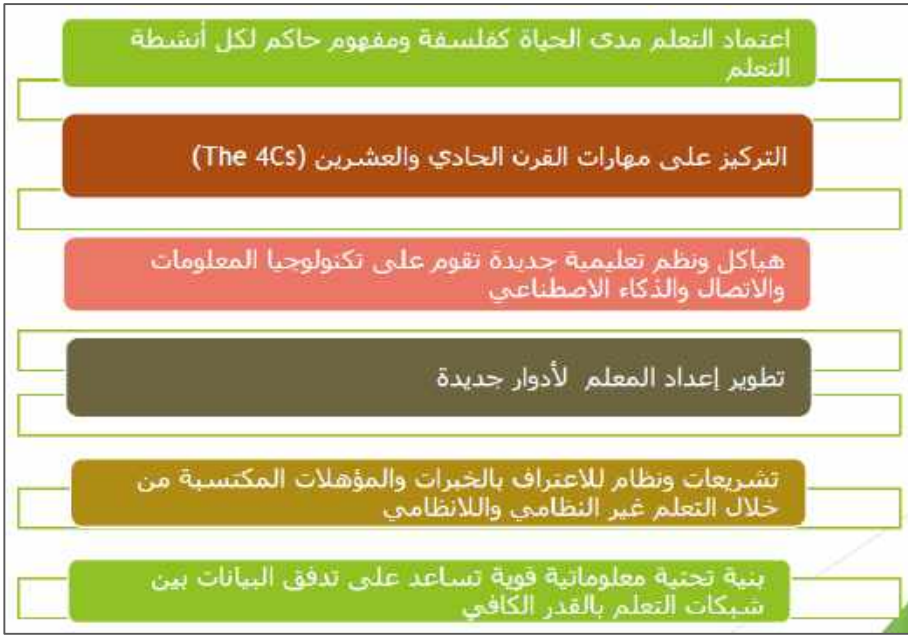 اعتماد التعلم مدى الحياة كفلسفة ومفهوم حاكم لكل أنشطة
التعلم
التركيز على مهارات القرن الحادي والعشرين (The 4Cs)
هياكل ونظم تعليمية جديدة تقوم على تكنولوجيا المعلومات
والاتصال والذكاء الاصطناعي
تطوير إعداد المعلم لأدوار جديدة
تشريعات ونظام للاعتراف بالخبرات والمؤهلات المكتسبة من
خلال التعلم غير النظامي واللانظامي
بنية تحتية معلوماتية قوية تساعد على تدفق البيانات بين
شبكات التعلم بالقدر الكافي